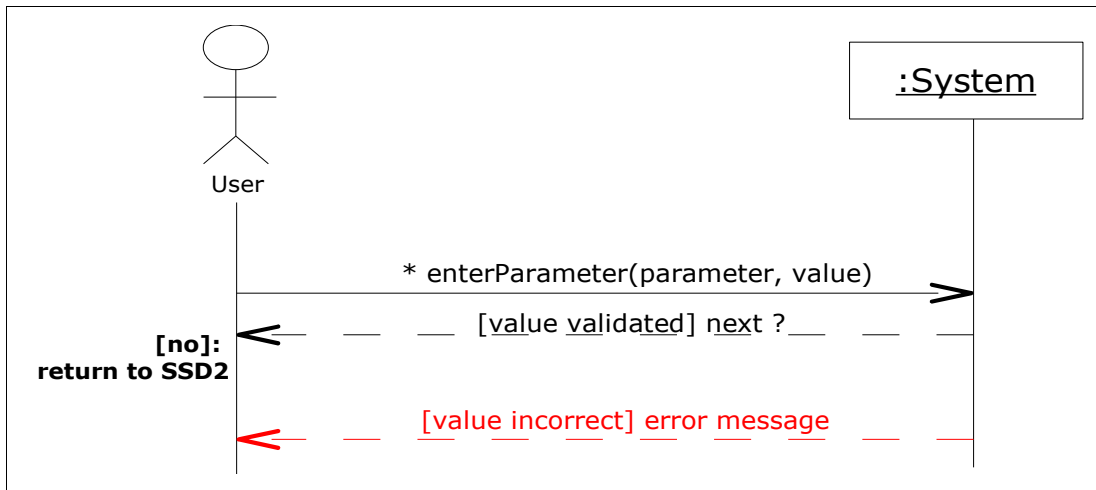 :System
User
* enterParameter(parameter, value)
[value validated] next ?
[no]:
return to SSD2
[value incorrect] error message